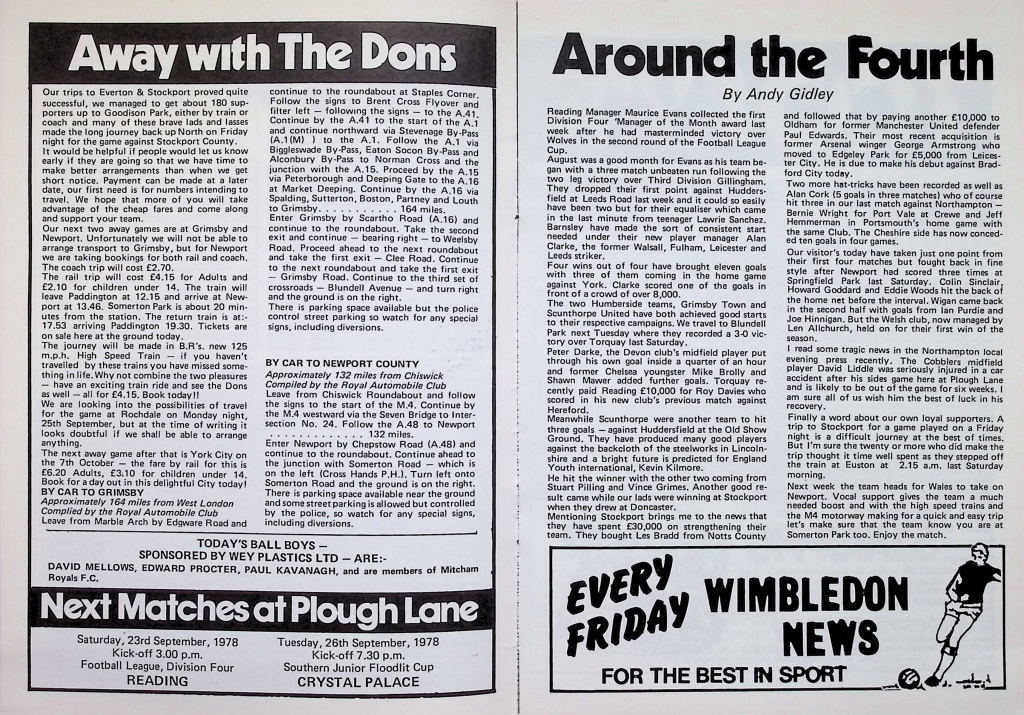 Away with The Dons
Our trips to Everton & Stockport proved quite
successful, we managed to get about 180 sup-
porters up to Goodison Park, either by train or
coach and many of these brave lads and lasses
made the long journey back up North on Friday
night for the game against Stockport County.
It would be helpful if people would let us know
early if they are going so that we have time to
make better arrangements than when we get
short notice. Payment can be made at a later
date, our first need is for numbers intending to
travel. We hope that more of you will take
advantage of the cheap fares and come along
and support your team.
Our next two away games are at Grimsby and
Newport. Unfortunately we will not be able to
arrange transport to Grimsby, but for Newport
we are taking bookings for both rail and coach.
The coach trip will cost £2.70.
The rail trip will cost £4.15 for Adults and
£2.10 for children under 14. The train will
leave Paddington at 12.15 and arrive at New-
port at 13.46. Somerton Park is about 20 min-
utes from the station. The return train is at:-
17.53 arriving Paddington 19.30. Tickets are
on sale here at the ground today.
The journey will be made in B.R's. new 125
m.p.h. High Speed Train — if you haven't
travelled by these trains you have missed some-
thing in life. Why not combine the two pleasures
— have an exciting train ride and see the Dons
as well — all for £4.15. Book today!!
We are looking into the possibilities of travel
for the game at Rochdale on Monday night,
25th September, but at the time of writing it
looks doubtful if we shall be able to arrange
anything.
The next away game after that is York City on
the 7th October — the fare by rail for this is
£6.20 Adults, £3.10 for children under 14.
Book for a day out in this delightful City today!
BY CAR TO GRIMSBY
Approximately 164 miles from West London
Complied by the Royal Automobile Club
Leave from Marble Arch by Edgware Road and
continue to the roundabout at Staples Corner.
Follow the signs to Brent Cross Flyover and
filter left — following the signs — to the A.41.
Continue by the A.41 to the start of the A.1
and continue northward via Stevenage By-Pass
(A.1(M) ) to the A.1. Follow the A.1 via
Biggleswade By-Pass, Eaton Socon By-Pass and
Alconbury By-Pass to Norman Cross and the
junction with the A.15. Proceed by the A.15
via Peterborough and Deeping Gate to the A.16
at Market Deeping. Continue by the A.16 via
Spalding, Sutterton, Boston, Partney and Louth
to Grimsby. . . . . . . . . . . 164 miles.
Enter Grimsby by Scartho Road (A.16) and
continue to the roundabout. Take the second
exit and continue — bearing right — to Weelsby
Road. Proceed ahead to the next roundabout
and take the first exit — Clee Road. Continue
to the next roundabout and take the first exit
— Grimsby Road. Continue to the third set of
crossroads — Blundell Avenue — and turn right
and the ground is on the right.
There is parking space available but the police
control street parking so watch for any special
signs, including diversions.
BY CAR TO NEWPORT COUNTY
Approximately 132 miles from Chiswick
Compiled by the Royal Automobile Club
Leave from Chiswick Roundabout and follow
the signs to the start of the M.4. Continue by
the M.4 westward via the Seven Bridge to Inter-
section No. 24. Follow the A.48 to Newport
. . . . . . . . . . . . . 132 miles.
Enter Newport by Chepstow Road (A.48) and
continue to the roundabout. Continue ahead to
the junction with Somerton Road — which is
on the left (Cross Hands P.H.). Turn left onto
Somerton Road and the ground is on the right.
There is parking space available near the ground
and some street parking is allowed but controlled
by the police, so watch for any special signs,
including diversions.
TODAY'S BALL BOYS —
SPONSORED BY WEY PLASTICS LTD — ARE:-
DAVID MELLOWS, EDWARD PROCTER, PAUL KAVANAGH, and are members of Mitcham
Royals F.C.
Next Matches at Plough Lane
Saturday, 23rd September, 1978
Kick-off 3.00 p.m.
Football League, Division Four
READING
Tuesday, 26th September, 1978
Kick-off 7.30 p.m.
Southern Junior Floodlit Cup
CRYSTAL PALACE
Around the Fourth
By Andy Gidley
Reading Manager Maurice Evans collected the first
Division Four 'Manager of the Month award last
week after he had masterminded victory over
Wolves in the second round of the Football League
Cup.
August was a good month for Evans as his team be-
gan with a three match unbeaten run following the
two leg victory over Third Division Gillingham.
They dropped their first point against Hudders-
field at Leeds Road last week and it could so easily
have been two but for their equaliser which came
in the last minute from teenager Lawrie Sanchez.
Barnsley have made the sort of consistent start
needed under their new player manager Alan
Clarke, the former Walsall, Fulham, Leicester and
Leeds striker.
Four wins out of four have brought eleven goals
with three of them coming in the home game
against York. Clarke scored one of the goals in
front of a crowd of over 8,000.
The two Humberside teams, Grimsby Town and
Scunthorpe United have both achieved good starts
to their respective campaigns. We travel to Blundell
Park next Tuesday where they recorded a 3-0 vic-
tory over Torquay last Saturday.
Peter Darke, the Devon club's midfield player put
through his own goal inside a quarter of an hour
and former Chelsea youngster Mike Brolly and
Shawn Mawer added further goals. Torquay re-
cently paid Reading £10,000 for Roy Davies who
scored in his new club's previous match against
Hereford.
Meanwhile Scunthorpe were another team to hit
three goals — against Huddersfield at the Old Show
Ground. They have produced many good players
against the backcloth of the steelworks in Lincoln-
shire and a bright future is predicted for England
Youth international, Kevin Kilmore.
He hit the winner with the other two coming from
Stuart Pilling and Vince Grimes. Another good re-
sult came while our lads were winning at Stockport
when they drew at Doncaster.
Mentioning Stockport brings me to the news that
they have spent £30,000 on strengthening their
team. They bought Les Bradd from Notts County
and followed that by paying another £10,000 to
Oldham for former Manchester United defender
Paul Edwards. Their most recent acquisition is
former Arsenal winger George Armstrong who
moved to Edgeley Park for £5,000 from Leices-
ter City. He is due to make his debut against Brad-
ford City today.
Two more hat-tricks have been recorded as well as
Alan Cork (5 goals in three matches) who of course
hit three in our last match against Northampton —
Bernie Wright for Port Vale at Crewe and Jeff
Hemmerman in Portsmouth's home game with
the same Club. The Cheshire side has now conced-
ed ten goals in four games.
Our visitor's today have taken just one point from
their first four matches but fought back in fine
style after Newport had scored three times at
Springfield Park last Saturday. Colin Sinclair,
Howard Goddard and Eddie Woods hit the back of
the home net before the interval. Wigan came back
in the second half with goals from Ian Purdie and
Joe Hinnigan. But the Welsh club, now managed by
Len Allchurch, held on for their first win of the
season.
I read some tragic news in the Northampton local
evening press recently. The Cobblers midfield
player David Liddle was seriously injured in a car
accident after his sides game here at Plough Lane
and is likely to be out of the game for six weeks. I
am sure all of us wish him the best of luck in his
recovery.
Finally a word about our own loyal supporters. A
trip to Stockport for a game played on a Friday
night is a difficult journey at the best of times.
But I'm sure the twenty or more who did make the
trip thought it time well spent as they stepped off
the train at Euston at 2.15 a.m. last Saturday
morning.
Next week the team heads for Wales to take on
Newport. Vocal support gives the team a much
needed boost and with the high speed trains and
the M4 motorway making for a quick and easy trip
let's make sure that the team know you are at
Somerton Park too. Enjoy the match.
EVERY
FRIDAY
WIMBLEDON
NEWS
FOR THE BEST IN SPORT